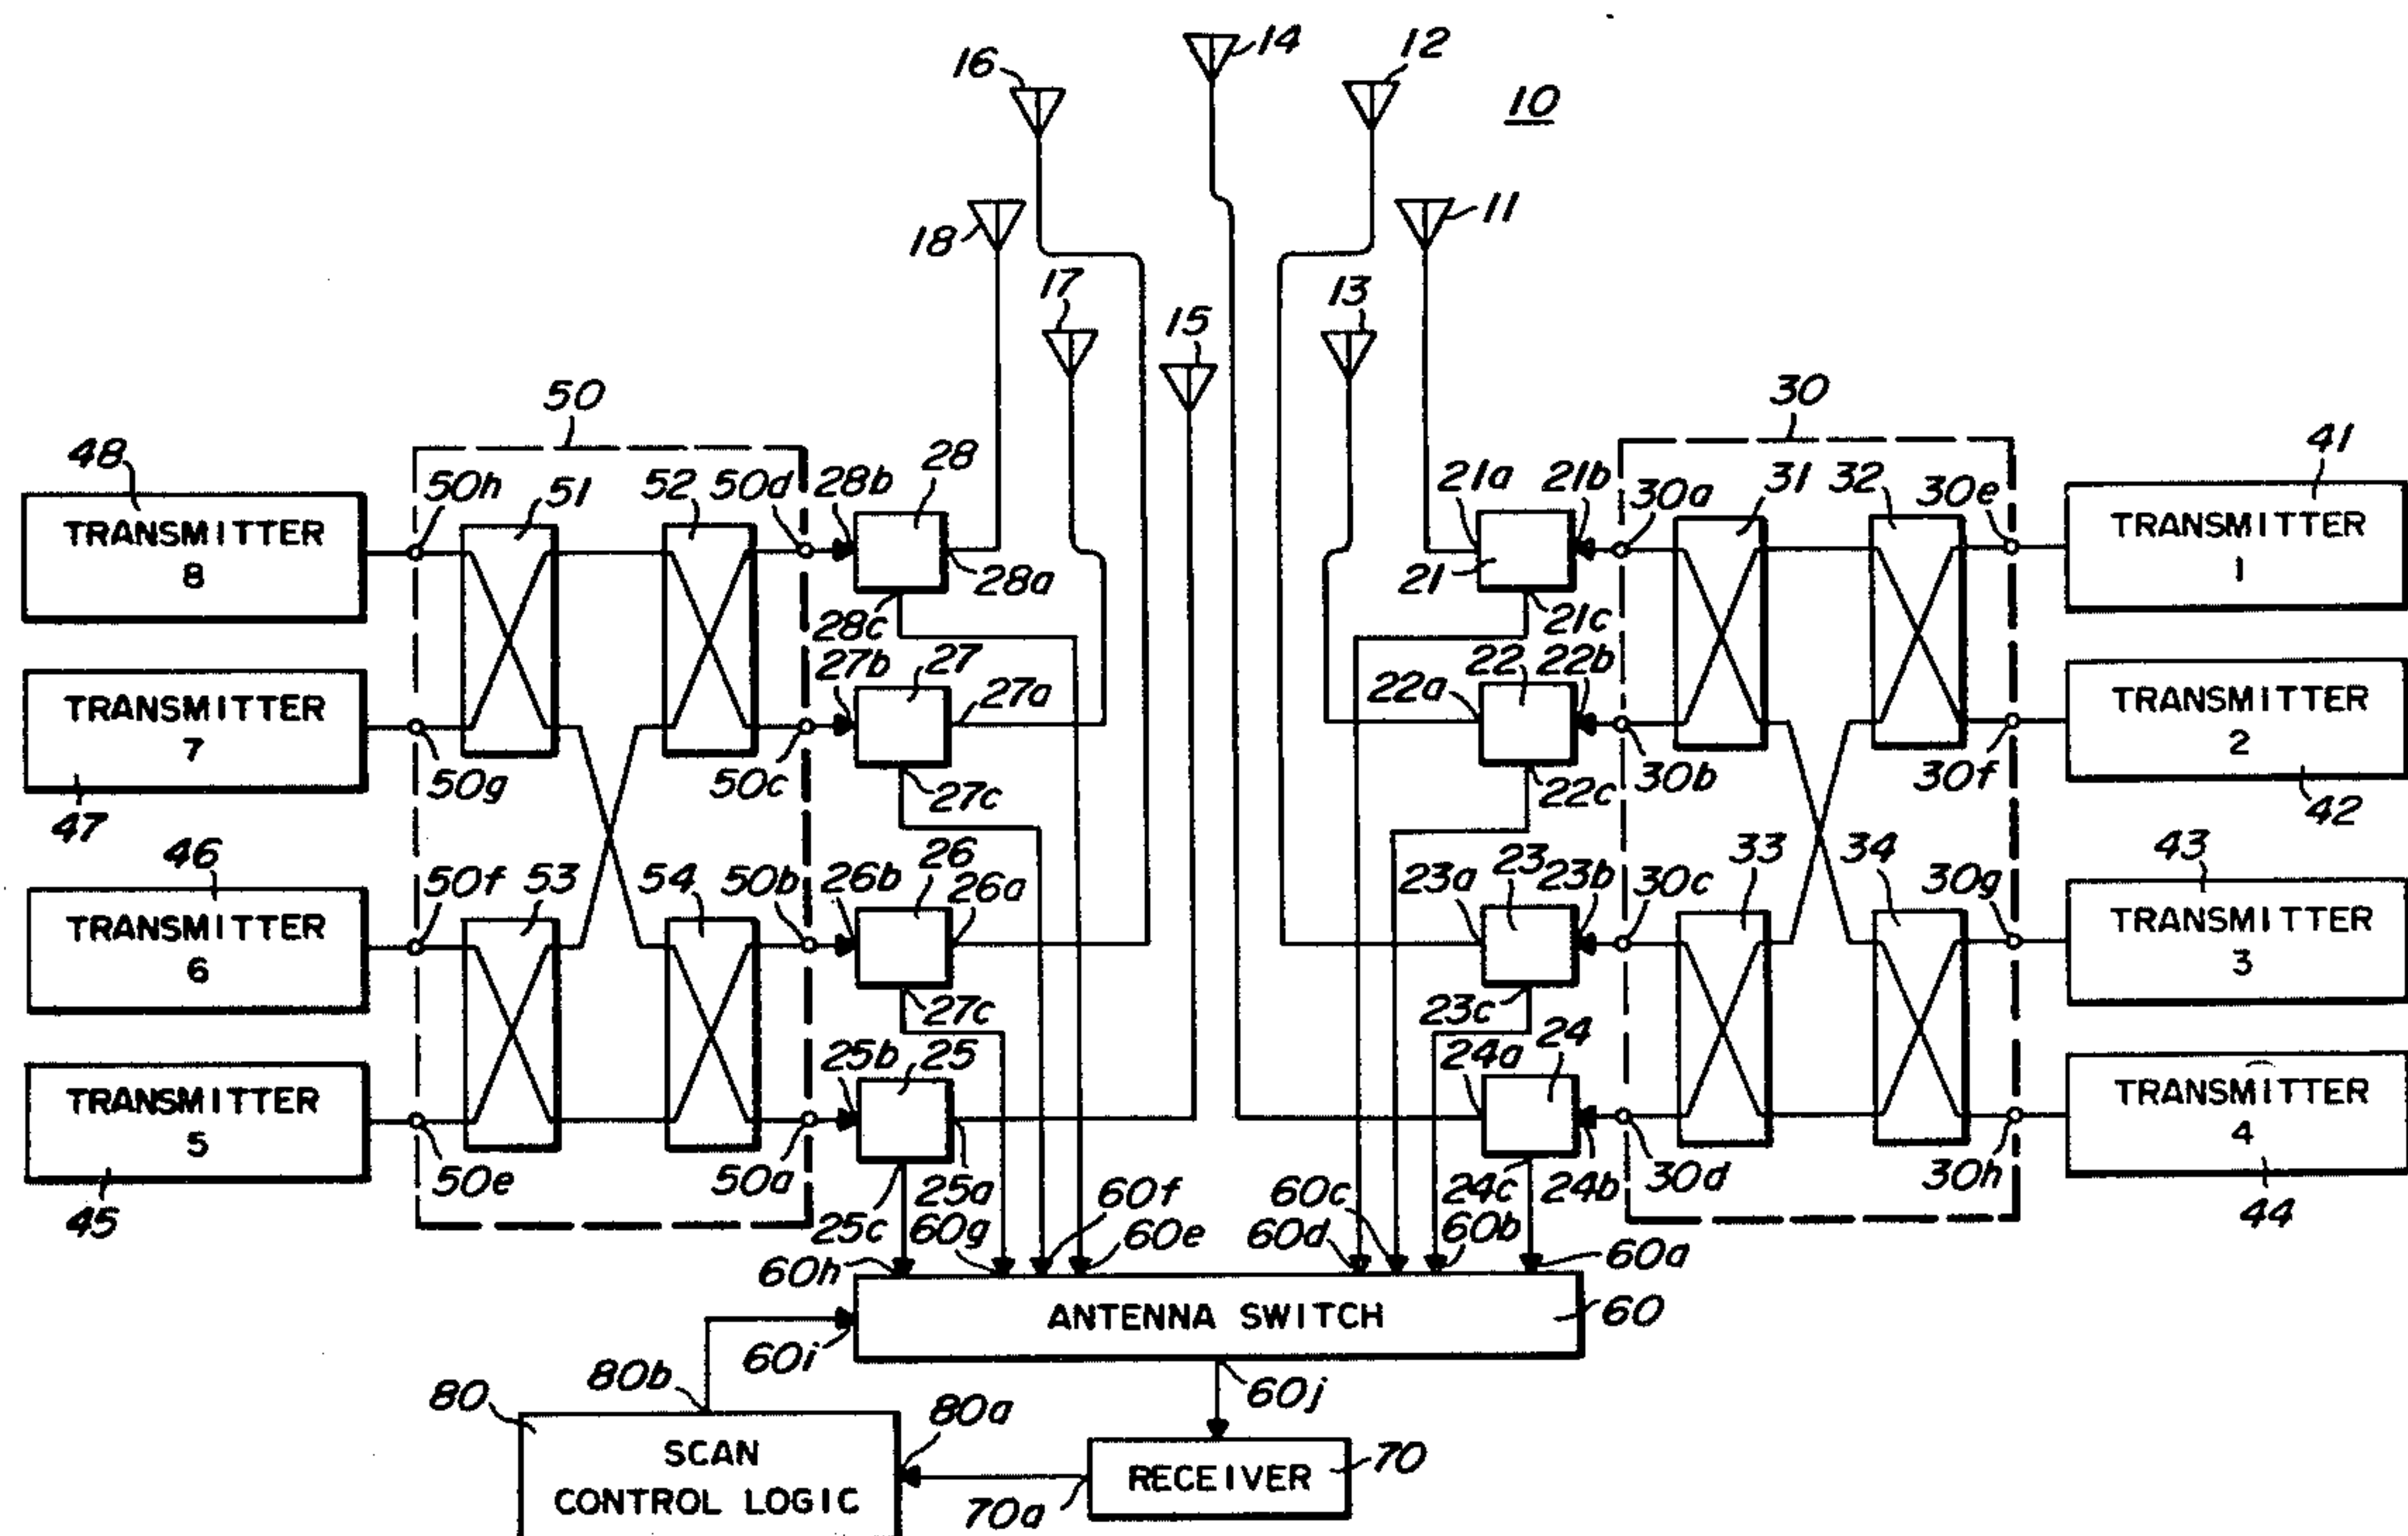 14
12
16
10
11
18
17
13
15
50
30
48
41
50h
51
52
50d
28b
28
21a
21b
30a
31
32
30e
TRANSMITTER
8
TRANSMITTER
1
28a
21
28c
21c
27b
27
27a
22a
22
22b
TRANSMITTER
7
TRANSMITTER
2
50g
50c
27c
22c
30b
30f
47
42
46
43
50f
53
54
50b
26b
26
26a
23a
23
23b
30c
33
34
30g
TRANSMITTER
6
TRANSMITTER
3
27c
23c
25b
25
24a
24
TRANSMITTER
5
TRANSMITTER
4
50e
50a
25a
24c
24b
30d
30h
45
44
25c
60g
60f
60e
60c
60d
60b
60h
60a
ANTENNA SWITCH
60
60i
80b
60j
80
80a
SCAN
CONTROL LOGIC
RECEIVER
70
70a